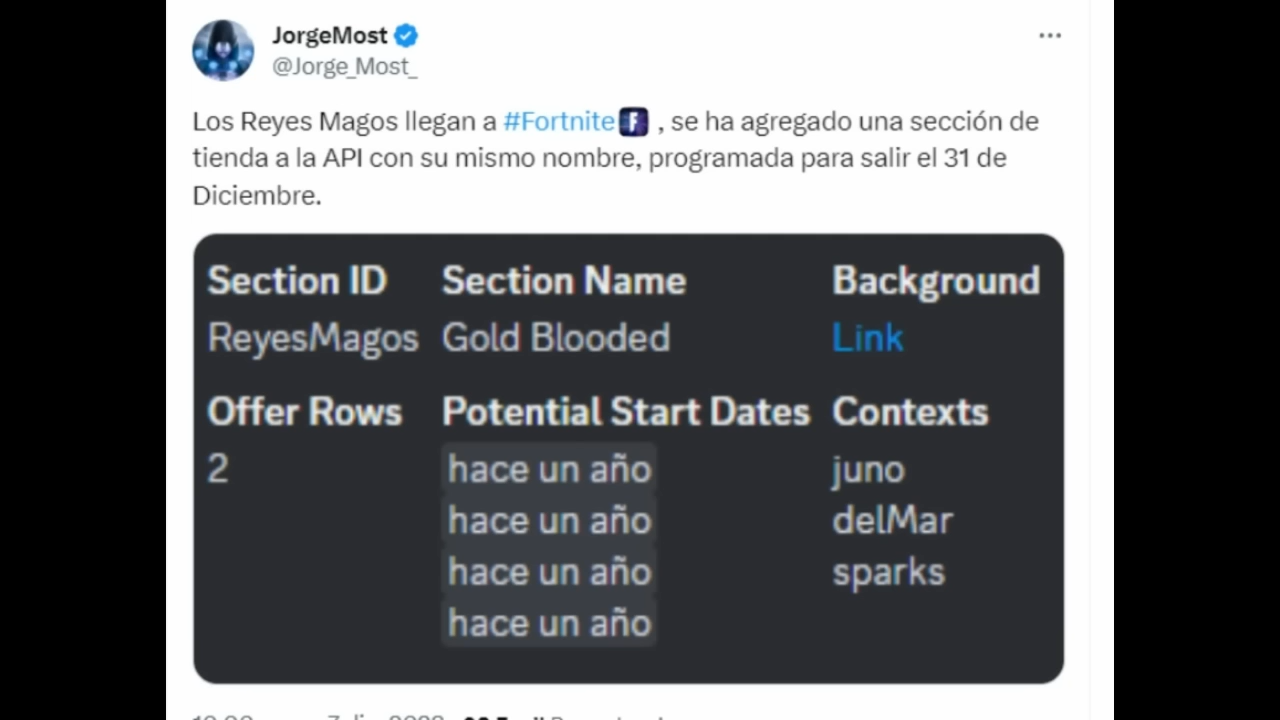 JorgeMost
@Jorge_Most_
Los Reyes Magos llegan a #Fortnite F , se ha agregado una sección de
tienda a la API con su mismo nombre, programada para salir el 31 de
Diciembre.
Section ID Section Name Background
ReyesMagos Gold Blooded Link
Offer Rows Potential Start Dates Contexts
2 hace un año juno
hace un año delMar
hace un año sparks
hace un año